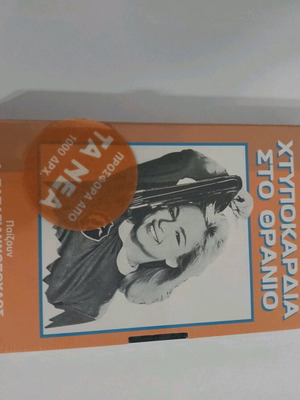 ΧΤΥΠΟΚΑΡΔΙΑ
ΣΤΟ ΘΡΑΝΙΟ
ΠΡΟΣΦΟΡΑ ΑΠΟ
ΤΑ ΝΕΑ
1000 ΔΡΧ
Παίζουν